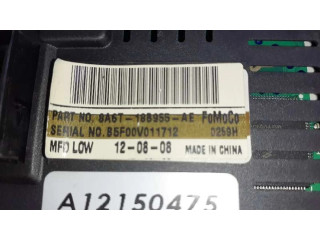 PART NO. 8A6T-18B955-AE FoMoCo
SERIAL NO. B5F00V011712 0259H
MFD LOW 12-08-08 MADE IN CHINA
A12150475